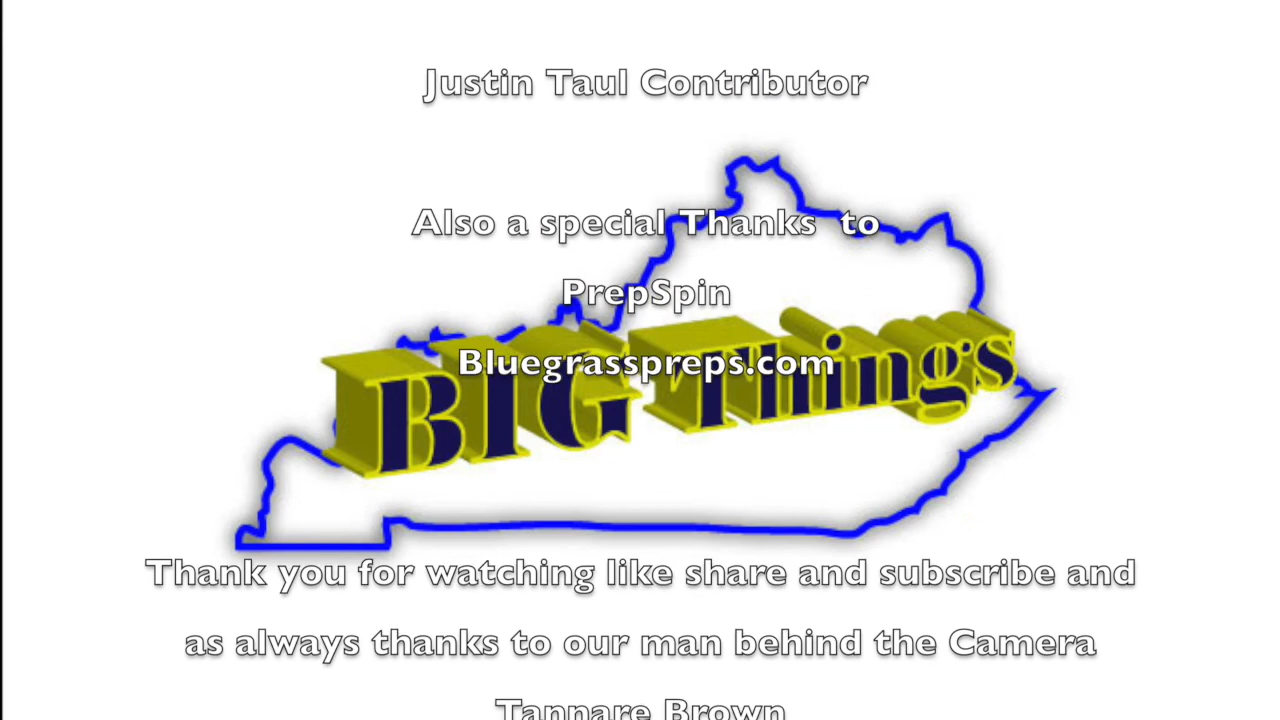 Justin Taul Contributor
Also a special Thanks to
PrepSpin
Bluegrasspreps.com
BIG Things
Thank you for watching like share and subscribe and
as always thanks to our man behind the Camera
Tannare Brown